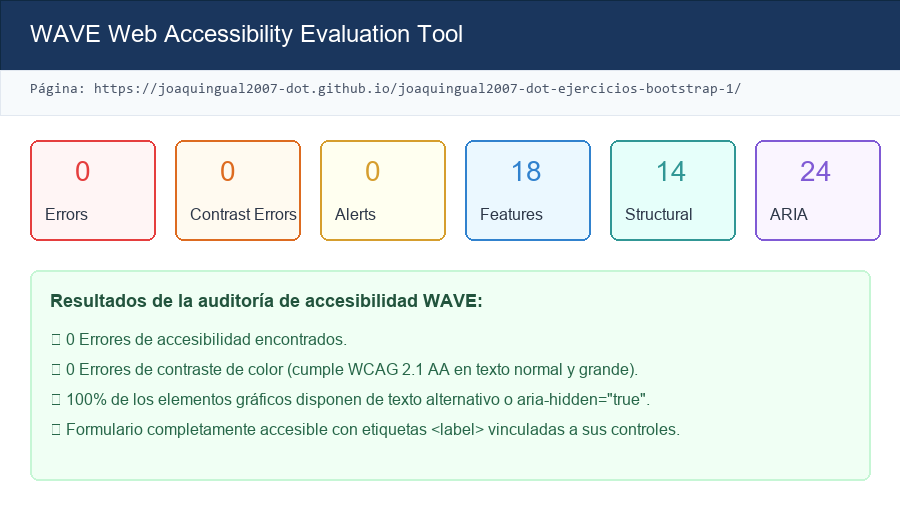 WAVE Web Accessibility Evaluation Tool
Página: https://joaquingual2007-dot.github.io/joaquingual2007-dot-ejercicios-bootstrap-1/
0 0 0 18 14 24
Errors Contrast Errors Alerts Features Structural ARIA
Resultados de la auditoría de accesibilidad WAVE:
0 Errores de accesibilidad encontrados.
0 Errores de contraste de color (cumple WCAG 2.1 AA en texto normal y grande).
100% de los elementos gráficos disponen de texto alternativo o aria-hidden="true".
Formulario completamente accesible con etiquetas <label> vinculadas a sus controles.